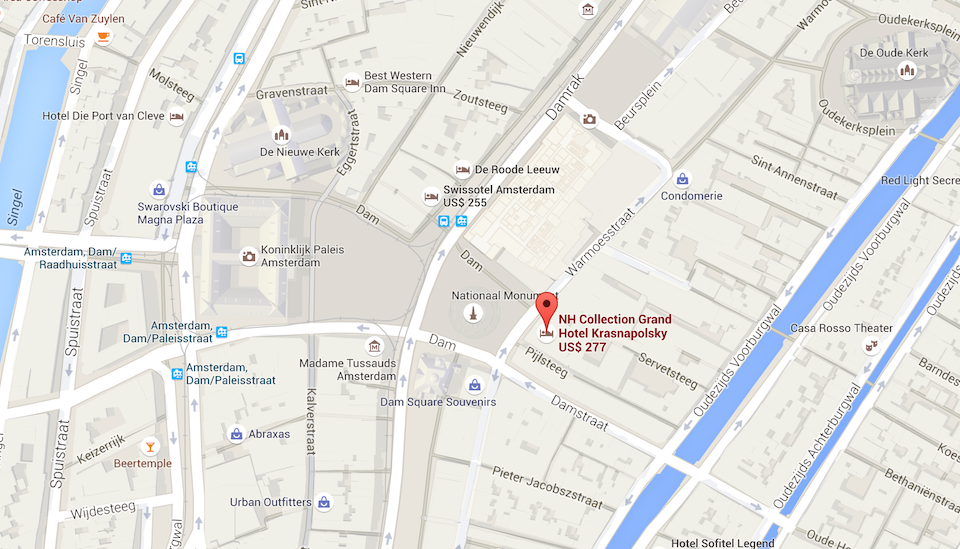 Café Van Zuylen
Torensluis
Singel
Molsteeg
Hotel Die Port van Cleve
Gravenstraat
Best Western
Dam Square Inn
Nieuwendijk
Zoutsteeg
Damrak
Beursplein
Warmoesstraat
Oudekerksplein
De Oude Kerk
Oudekerksplein
De Nieuwe Kerk
Eggertstraat
De Roode Leeuw
Swissotel Amsterdam
US$ 255
Condomerie
Sint Annenstraat
Red Light Secre
Singel
Spuistraat
Swarovski Boutique
Magna Plaza
Dam
Koninklijk Paleis
Amsterdam
Amsterdam, Dam/
Raadhuisstraat
Dam
Warmoesstraat
Oudezijds Voorburgwal
Oudezijds
Nationaal Monument
NH Collection Grand
Hotel Krasnapolsky
US$ 277
Spuistraat
Amsterdam,
Dam/Paleisstraat
Madame Tussauds
Amsterdam
Dam
Pijlsteeg
Servetsteeg
Oudezijds Voorburgwal
Casa Rosso Theater
Barndes
Amsterdam,
Dam/Paleisstraat
Kalverstraat
Dam Square Souvenirs
Damstraat
Oudezijds Achterburgwal
Spuistraat
Keizerrijk
Beertempel
Abraxas
Pieter Jacobszstraat
Bethaniënstraat
Wijdesteeg
Urban Outfitters
Hotel Sofitel Legend